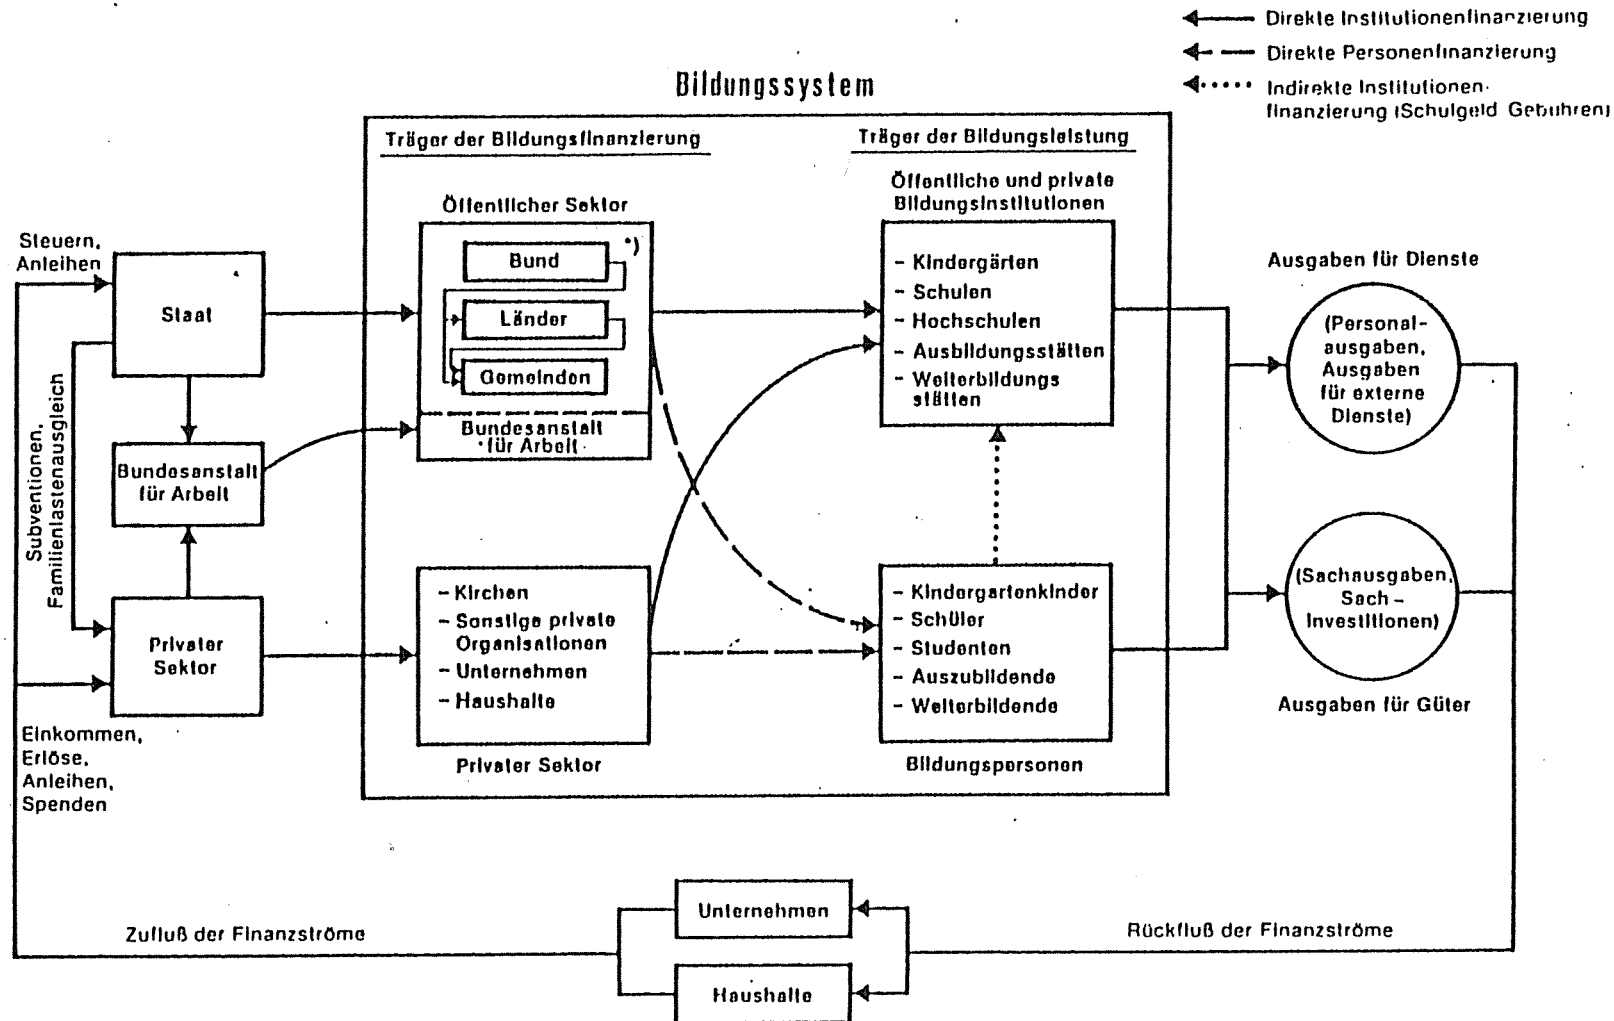 Direkte Institutionenfinanzierung
Direkte Personenfinanzierung
Indirekte Institutionen-
finanzierung (Schulgeld Gebühren)
Bildungssystem
Träger der Bildungsfinanzierung
Träger der Bildungsleistung
Öffentlicher Sektor
Öffentliche und private
Bildungsinstitutionen
Steuern,
Anleihen
Staat
Subventionen,
Familienlastenausgleich
Bundesanstalt
für Arbeit
Privater
Sektor
Einkommen,
Erlöse,
Anleihen,
Spenden
*)
Bund
Länder
Gemeinden
Bundesanstalt
für Arbeit
- Kirchen
- Sonstige private
Organisationen
- Unternehmen
- Haushalte
Privater Sektor
- Kindergärten
- Schulen
- Hochschulen
- Ausbildungsstätten
- Weiterbildungs
stätten
- Kindergartenkinder
- Schüler
- Studenten
- Auszubildende
- Weiterbildende
Bildungspersonen
Ausgaben für Dienste
(Personal-
ausgaben,
Ausgaben
für externe
Dienste)
(Sachausgaben,
Sach-
investitionen)
Ausgaben für Güter
Zufluß der Finanzströme
Unternehmen
Haushalte
Rückfluß der Finanzströme